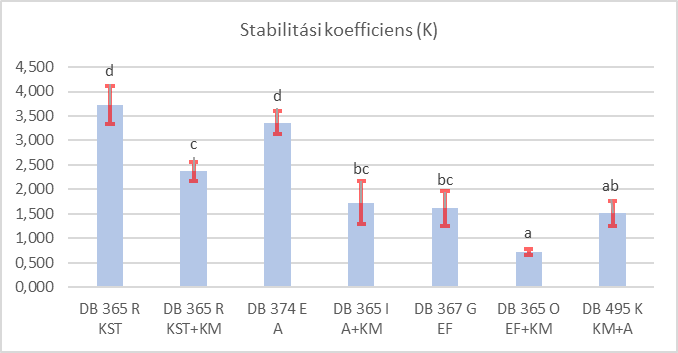 Stabilitási koefficiens (K)
4,500
4,000
3,500
3,000
2,500
2,000
1,500
1,000
0,500
0,000
d
c
d
bc
bc
a
ab
DB 365 R
KST
DB 365 R
KST+KM
DB 374 E
A
DB 365 I
A+KM
DB 367 G
EF
DB 365 O
EF+KM
DB 495 K
KM+A